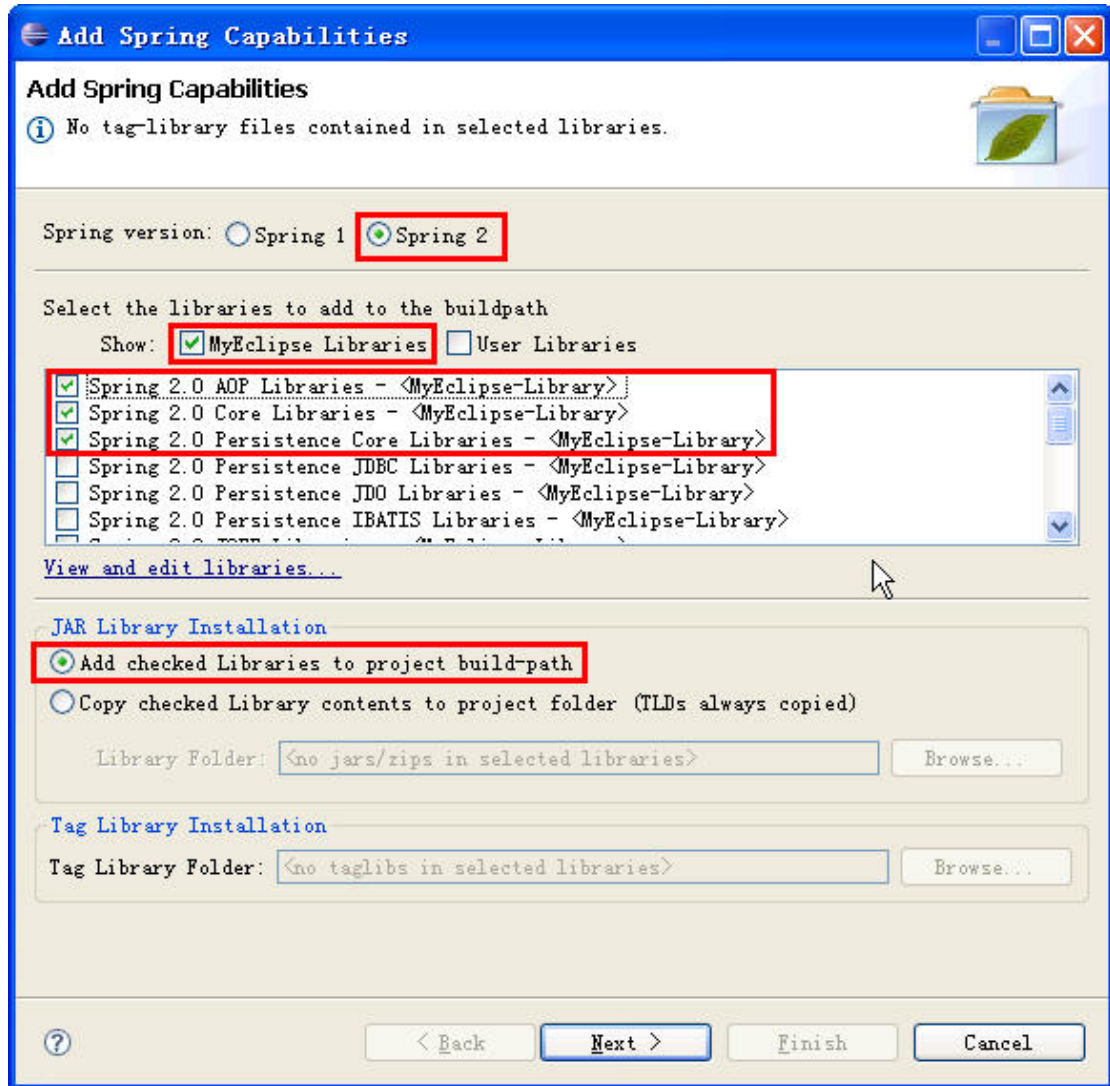 Add Spring Capabilities
Add Spring Capabilities
No tag-library files contained in selected libraries.
Spring version: Spring 1 Spring 2
Select the libraries to add to the buildpath
Show: MyEclipse Libraries User Libraries
Spring 2.0 AOP Libraries - <MyEclipse-Library>
Spring 2.0 Core Libraries - <MyEclipse-Library>
Spring 2.0 Persistence Core Libraries - <MyEclipse-Library>
Spring 2.0 Persistence JDBC Libraries - <MyEclipse-Library>
Spring 2.0 Persistence JDO Libraries - <MyEclipse-Library>
Spring 2.0 Persistence IBATIS Libraries - <MyEclipse-Library>
View and edit libraries...
JAR Library Installation
Add checked Libraries to project build-path
Copy checked Library contents to project folder (TLDs always copied)
Library Folder: <no jars/zips in selected libraries> Browse...
Tag Library Installation
Tag Library Folder: <no taglibs in selected libraries> Browse...
< Back Next > Finish Cancel